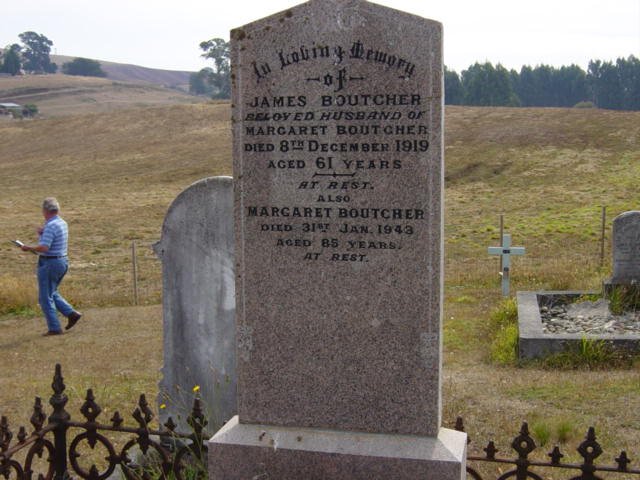 In Loving Memory
of
JAMES BOUTCHER
BELOVED HUSBAND OF
MARGARET BOUTCHER
DIED 8TH DECEMBER 1919
AGED 61 YEARS
AT REST.
ALSO
MARGARET BOUTCHER
DIED 31ST JAN. 1943
AGED 85 YEARS.
AT REST.